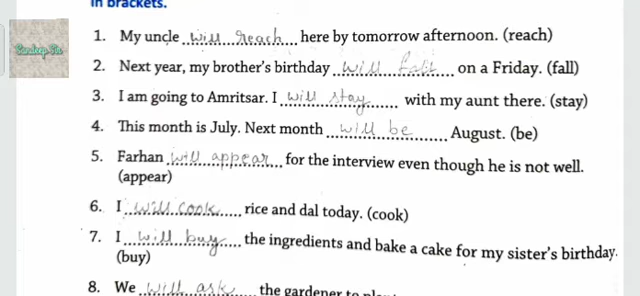 in brackets.
Sandeep Sir
1. My uncle will reach here by tomorrow afternoon. (reach)
2. Next year, my brother's birthday will fall on a Friday. (fall)
3. I am going to Amritsar. I will stay with my aunt there. (stay)
4. This month is July. Next month will be August. (be)
5. Farhan will appear for the interview even though he is not well.
(appear)
6. I will cook rice and dal today. (cook)
7. I will buy the ingredients and bake a cake for my sister's birthday.
(buy)
8. We will ask the gardener to